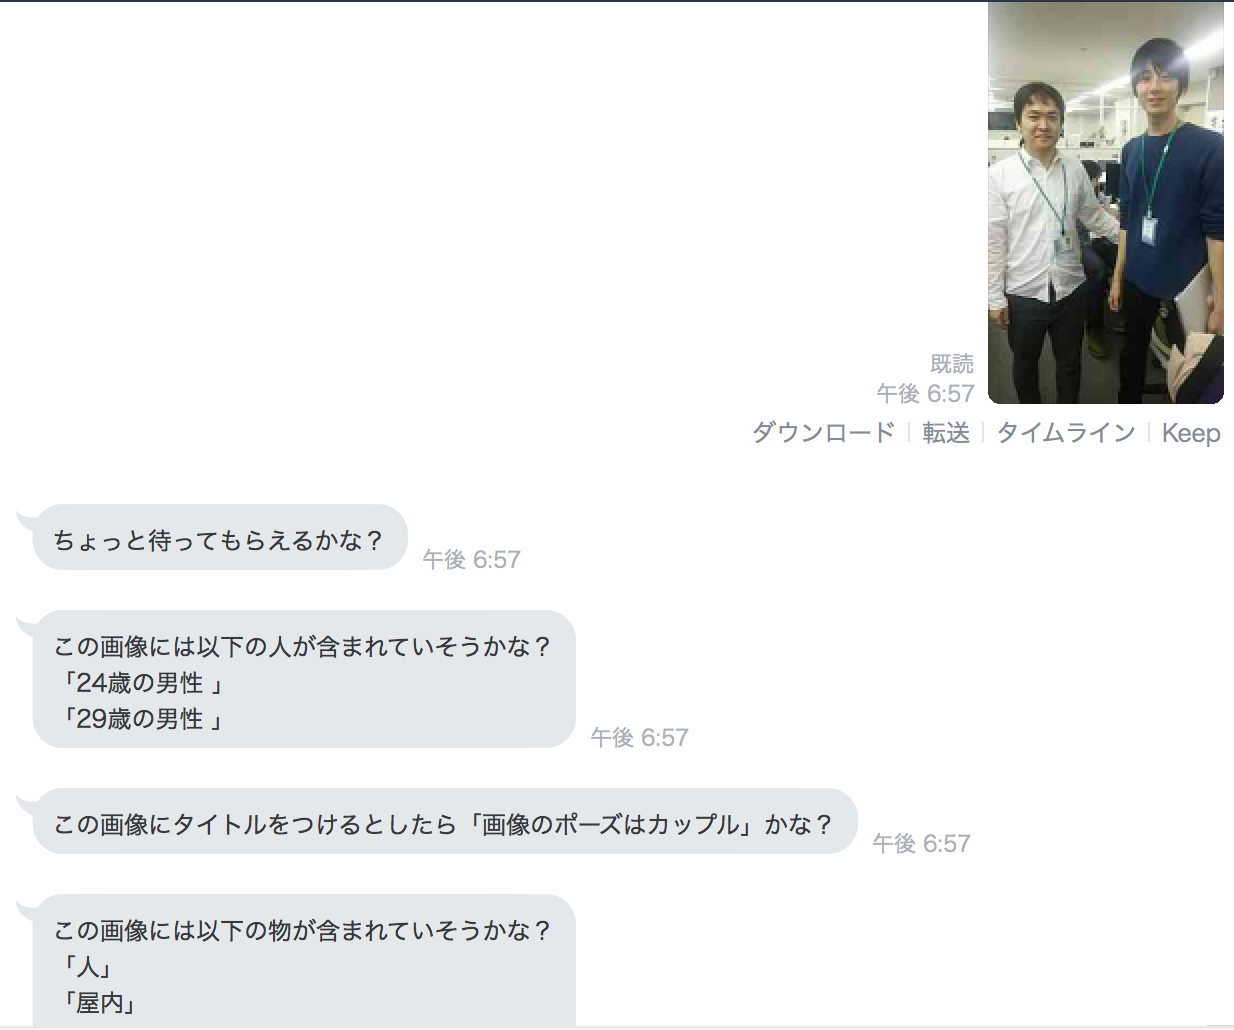 既読
午後 6:57
ダウンロード | 転送 | タイムライン | Keep
ちょっと待ってもらえるかな？
午後 6:57
この画像には以下の人が含まれていそうかな？
「24歳の男性 」
「29歳の男性 」
午後 6:57
この画像にタイトルをつけるとしたら「画像のポーズはカップル」かな？
午後 6:57
この画像には以下の物が含まれていそうかな？
「人」
「屋内」